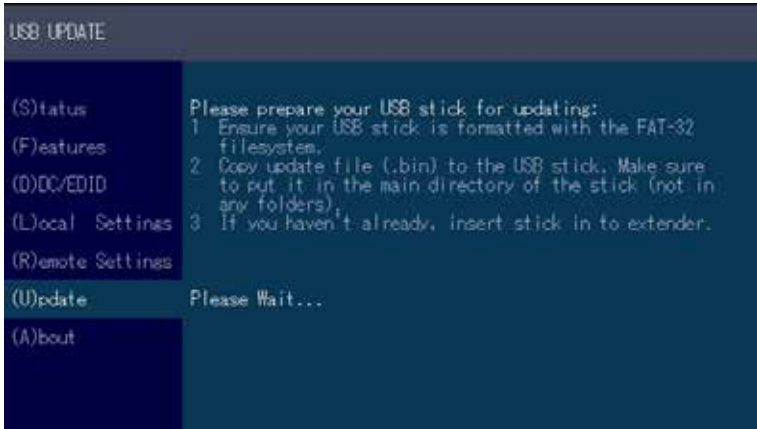 USB UPDATE
(S)tatus
(F)eatures
(D)DC/EDID
(L)ocal Settings
(R)emote Settings
(U)pdate
(A)bout
Please prepare your USB stick for updating:
1 Ensure your USB stick is formatted with the FAT-32
filesystem.
2 Copy update file (.bin) to the USB stick. Make sure
to put it in the main directory of the stick (not in
any folders).
3 If you haven't already, insert stick in to extender.
Please Wait...